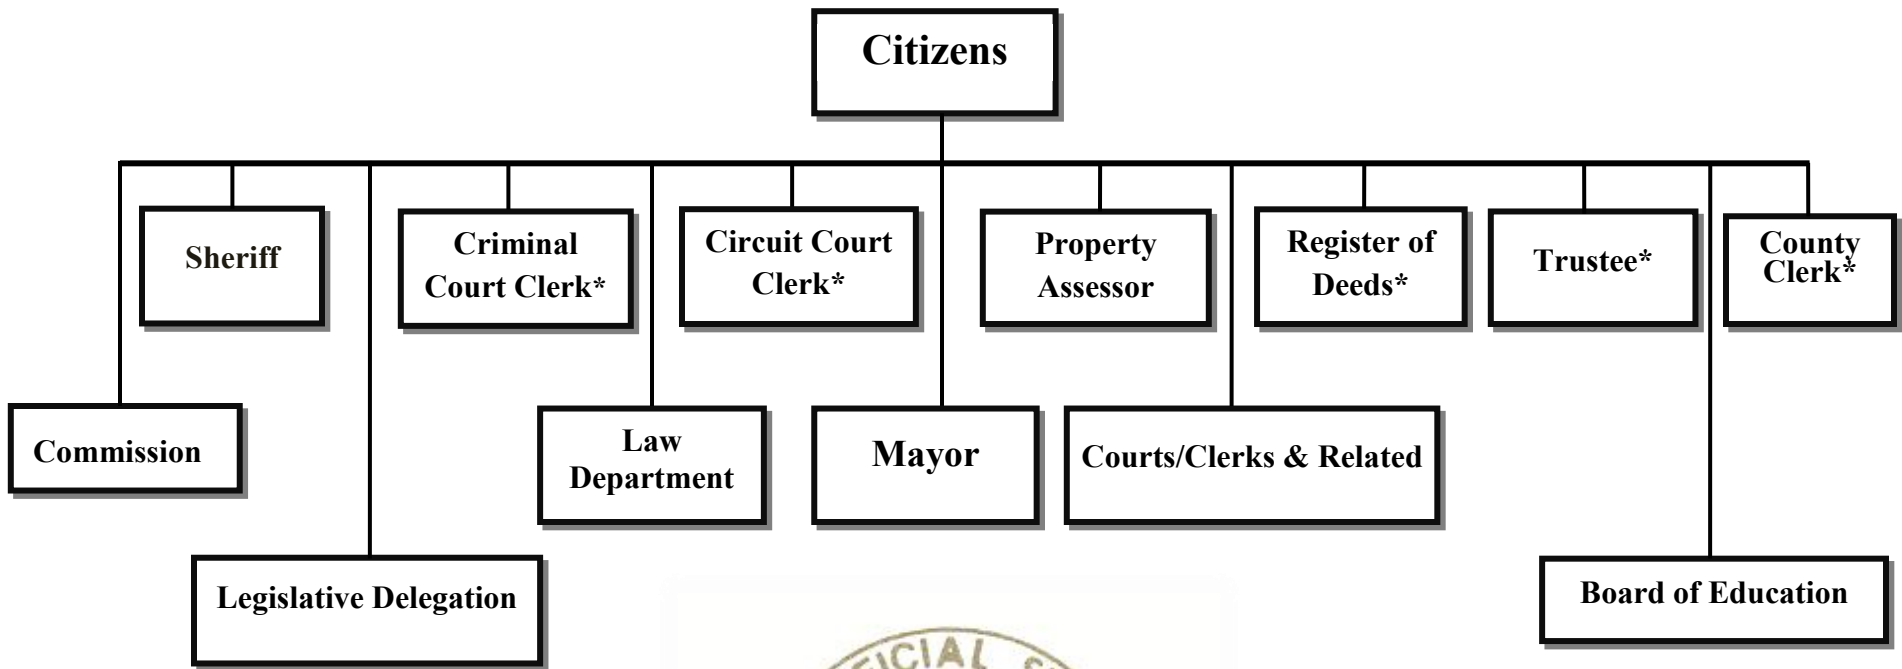 Citizens
Sheriff
Criminal
Court Clerk*
Circuit Court
Clerk*
Property
Assessor
Register of
Deeds*
Trustee*
County
Clerk*
Commission
Law
Department
Mayor
Courts/Clerks & Related
Legislative Delegation
Board of Education